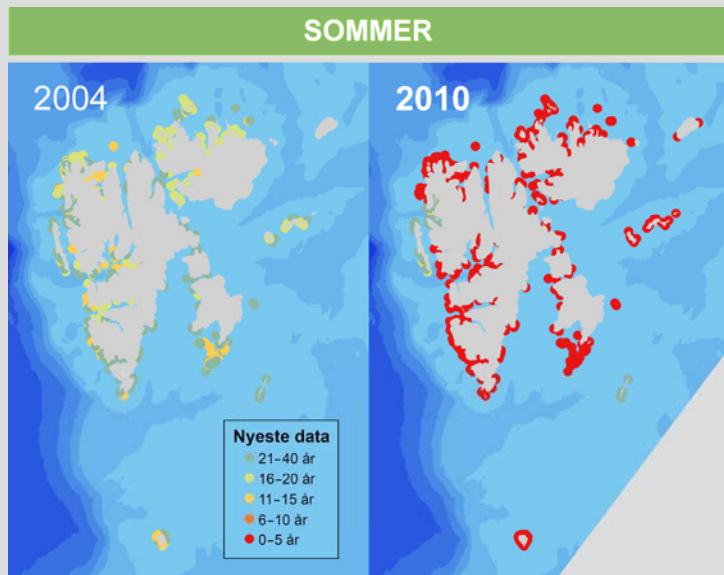 SOMMER
2004
2010
Nyeste data
21–40 år
16–20 år
11–15 år
6–10 år
0–5 år